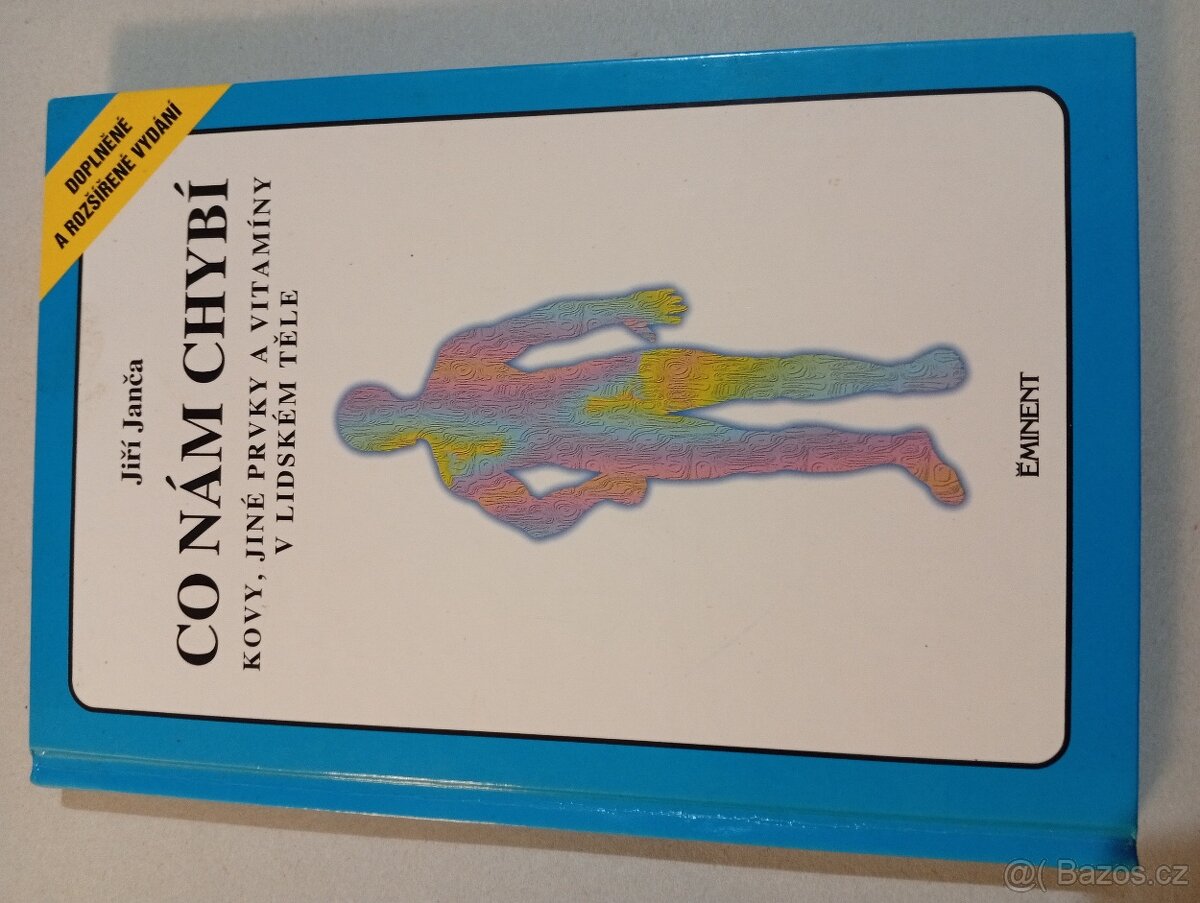 DOPLNĚNÉ
A ROZŠÍŘENÉ VYDÁNÍ
Jiří Janča
CO NÁM CHYBÍ
KOVY, JINÉ PRVKY A VITAMÍNY
V LIDSKÉM TĚLE
EMINENT
@( Bazos.cz